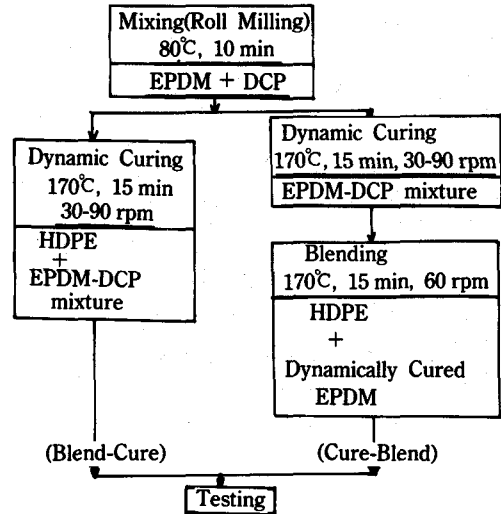 Mixing(Roll Milling)
80℃, 10 min
EPDM + DCP
Dynamic Curing
170℃, 15 min
30-90 rpm
HDPE
+
EPDM-DCP
mixture
(Blend-Cure)
Dynamic Curing
170℃, 15 min, 30-90 rpm
EPDM-DCP mixture
Blending
170℃, 15 min, 60 rpm
HDPE
+
Dynamically Cured
EPDM
(Cure-Blend)
Testing